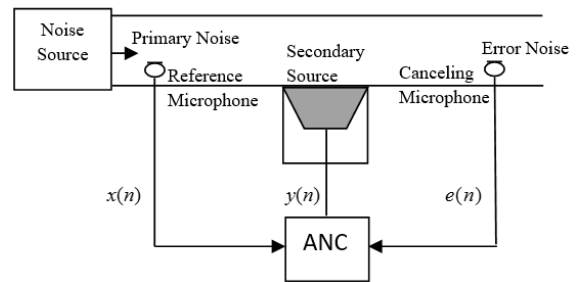 Noise
Source
Primary Noise
Reference
Microphone
Secondary
Source
Canceling
Microphone
Error Noise
x(n)
y(n)
e(n)
ANC